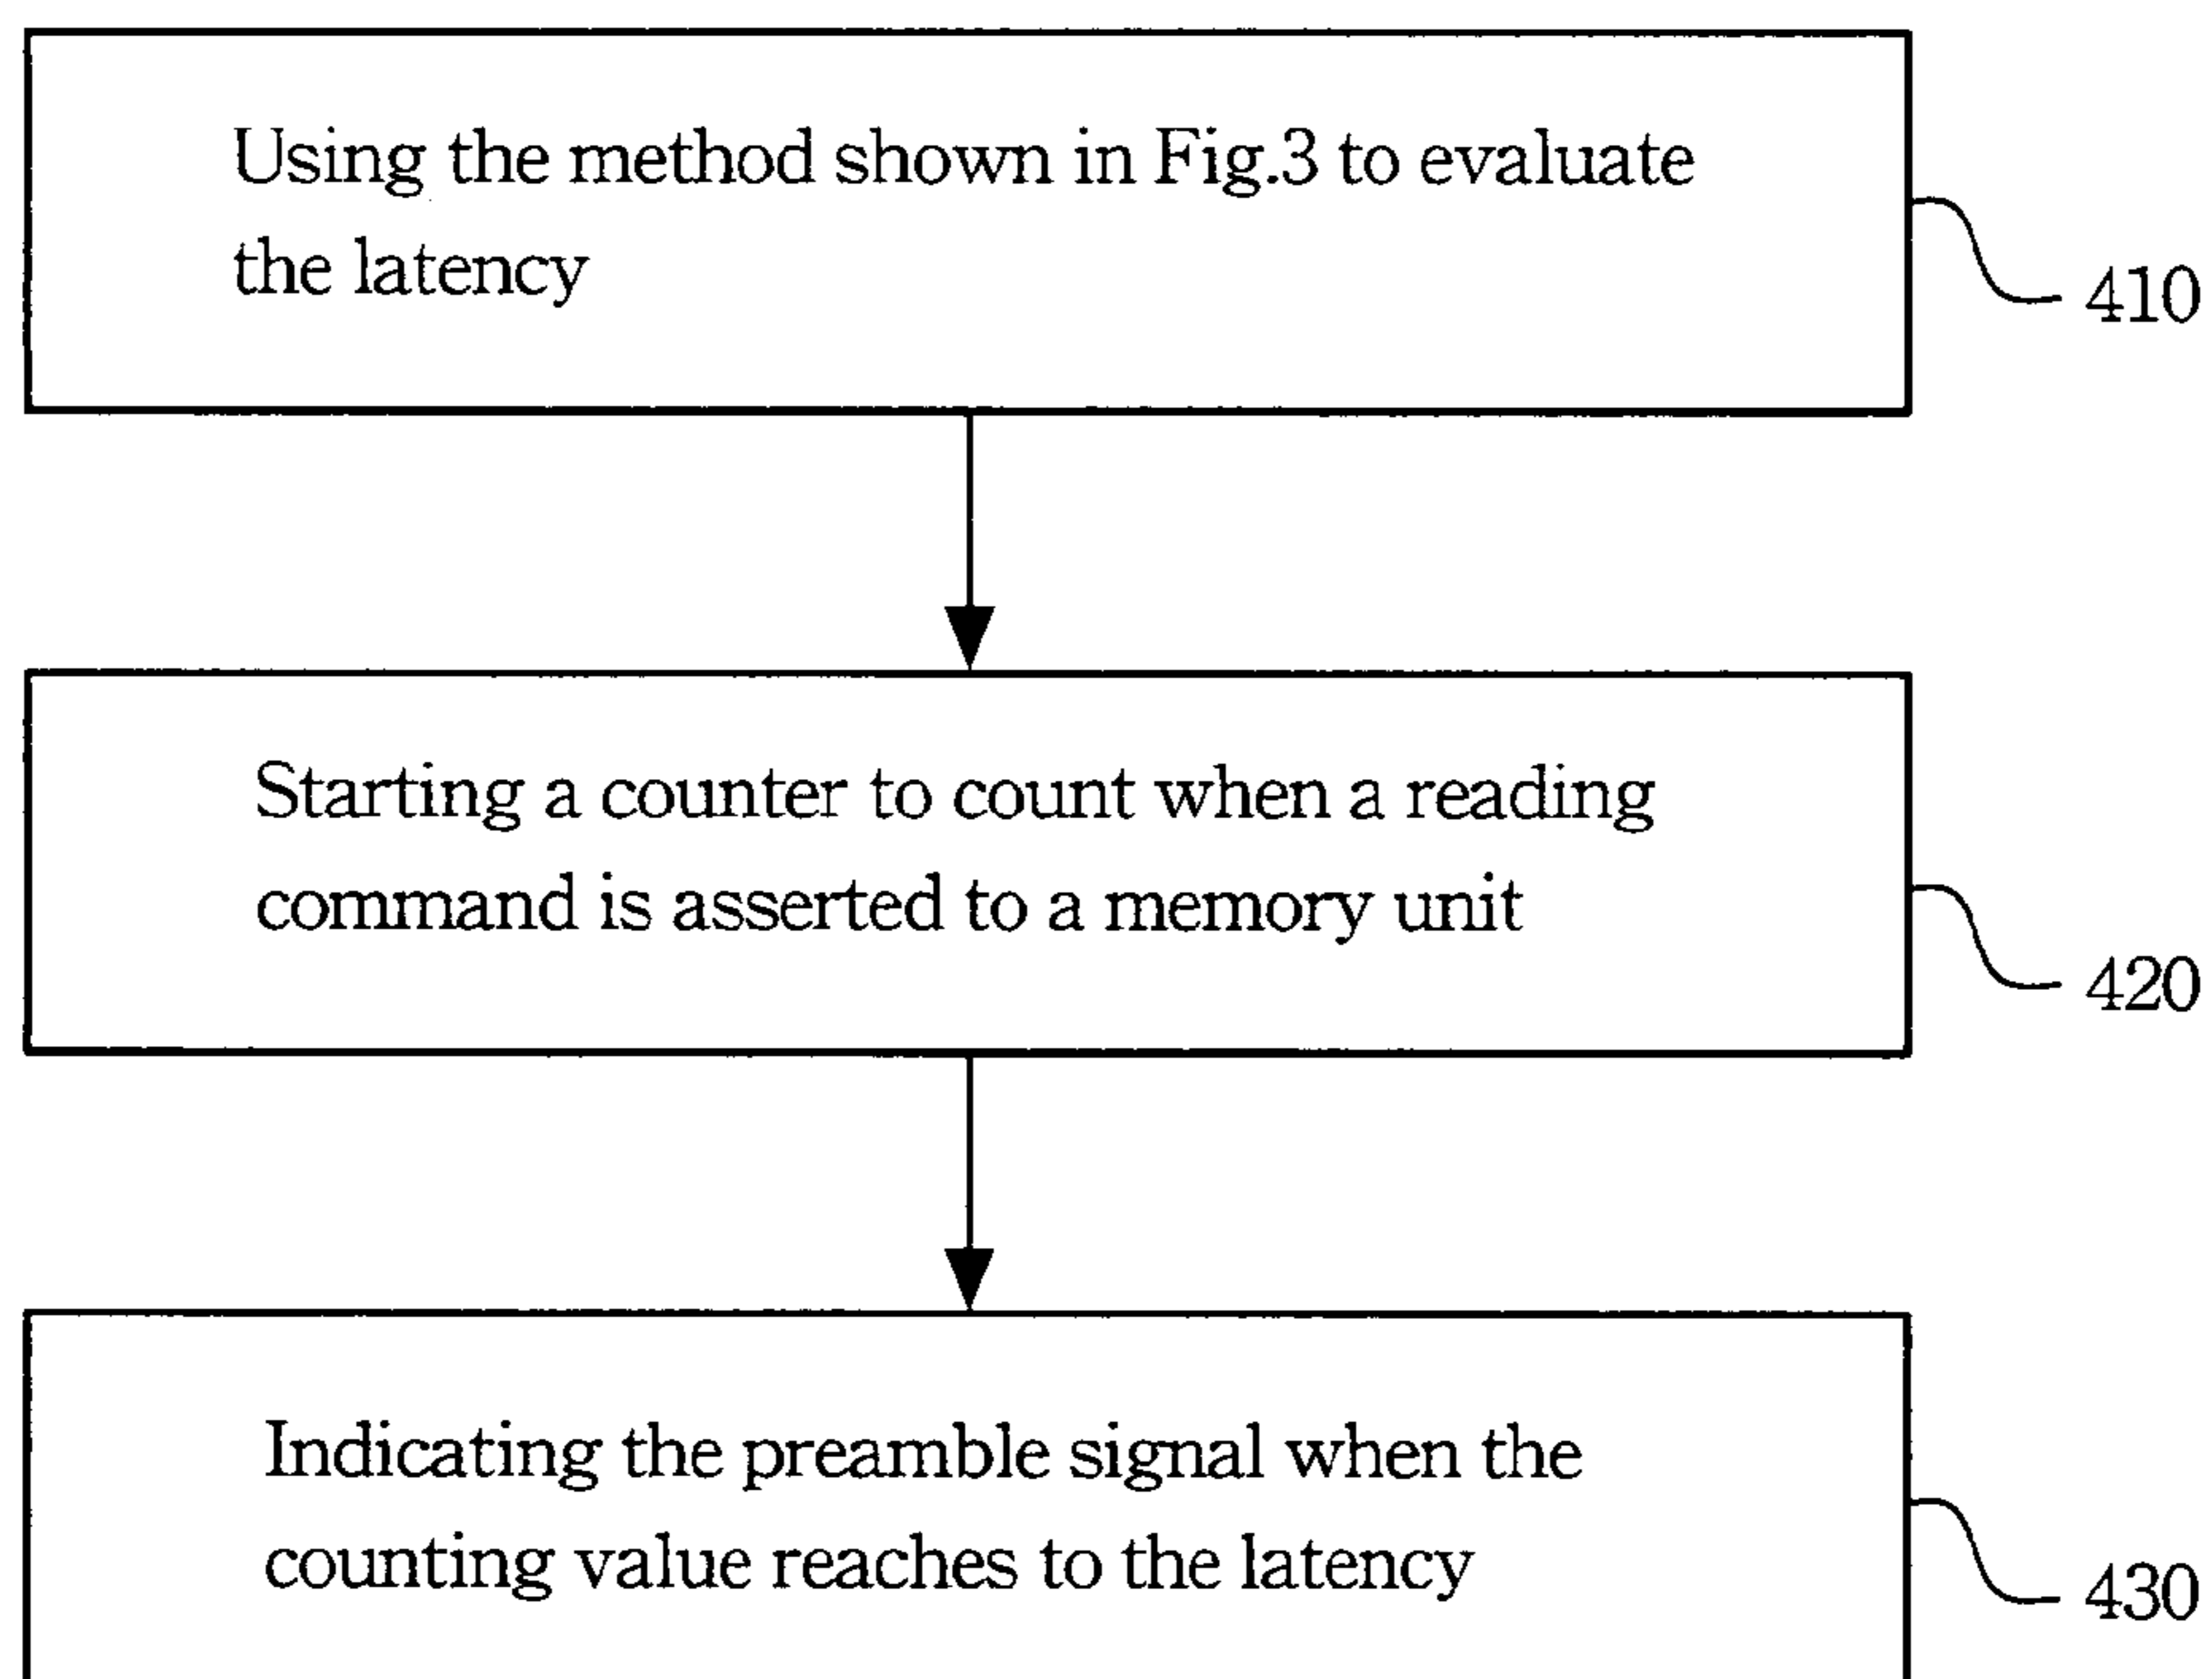 Using the method shown in Fig.3 to evaluate
the latency
410
Starting a counter to count when a reading
command is asserted to a memory unit
420
Indicating the preamble signal when the
counting value reaches to the latency
430